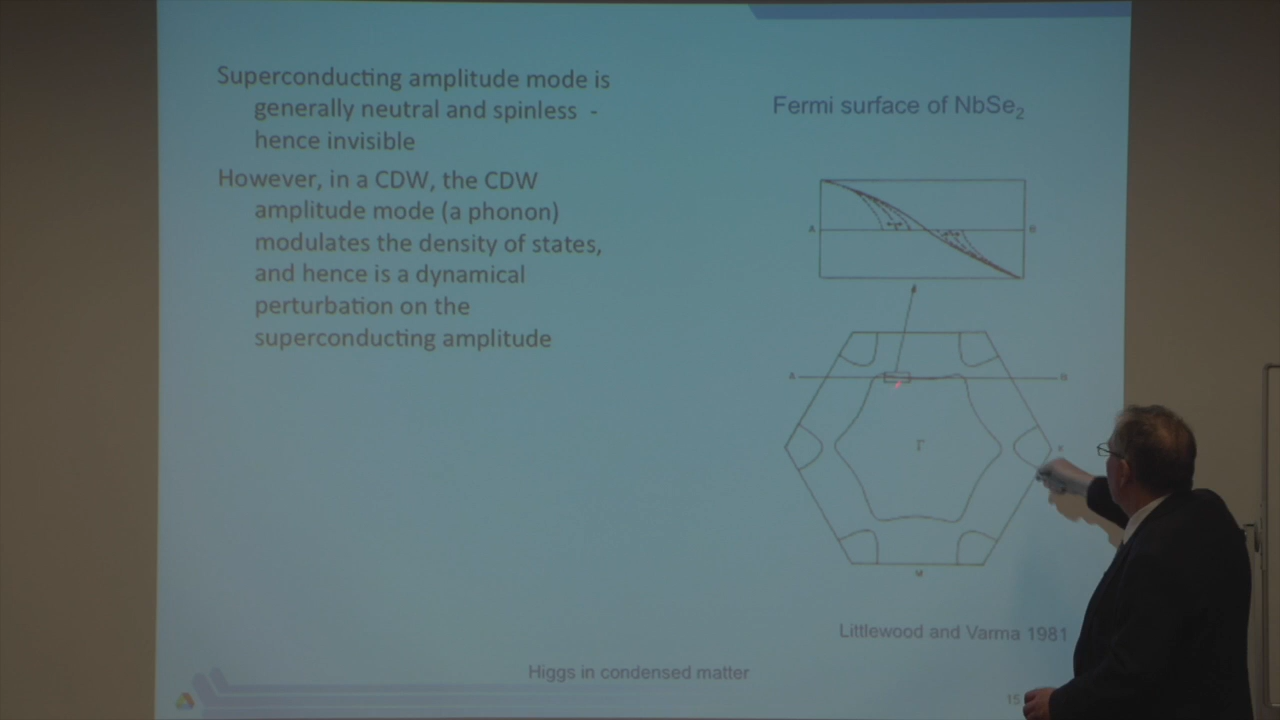 Superconducting amplitude mode is
generally neutral and spinless -
hence invisible
However, in a CDW, the CDW
amplitude mode (a phonon)
modulates the density of states,
and hence is a dynamical
perturbation on the
superconducting amplitude
Fermi surface of NbSe₂
A B
A B
Γ
K
M
Littlewood and Varma 1981
Higgs in condensed matter
15